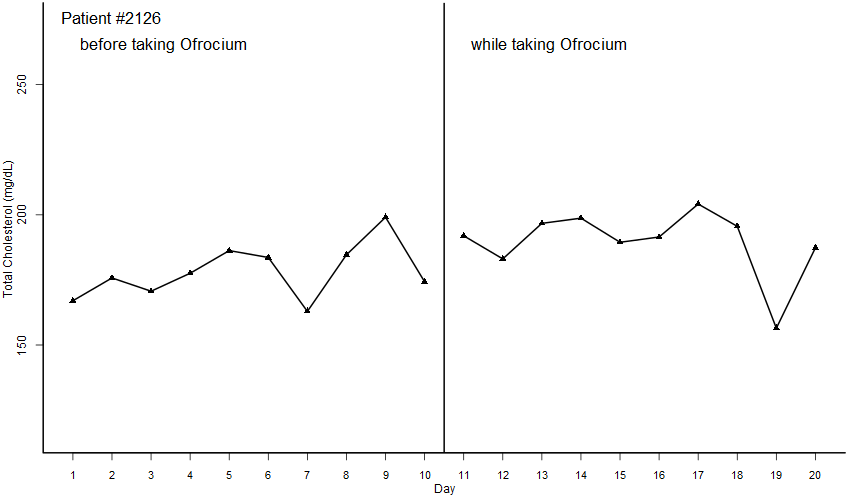 Patient #2126
before taking Ofrocium
while taking Ofrocium
Total Cholesterol (mg/dL)
250
200
150
1 2 3 4 5 6 7 8 9 10 11 12 13 14 15 16 17 18 19 20
Day